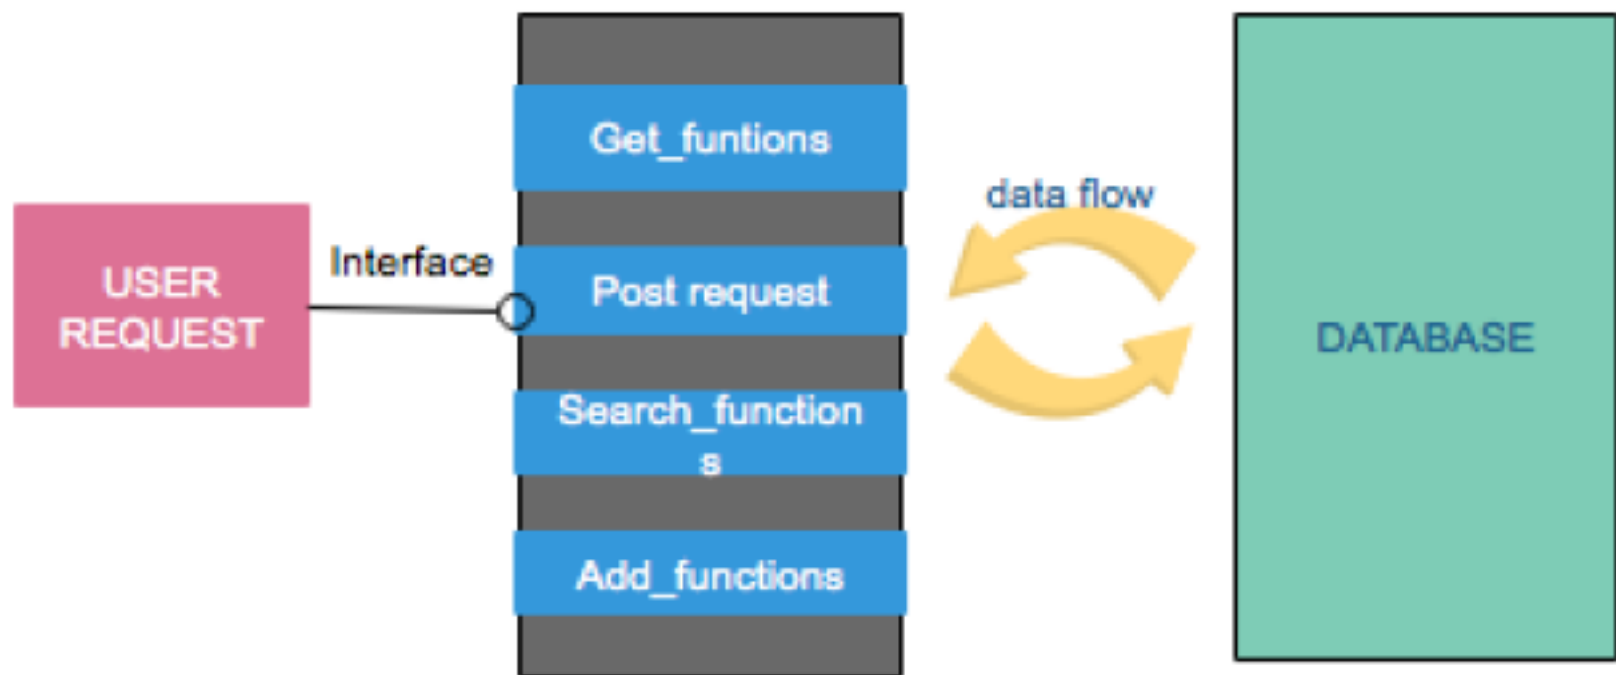 USER
REQUEST
Interface
Get_funtions
Post request
Search_function
s
Add_functions
data flow
DATABASE